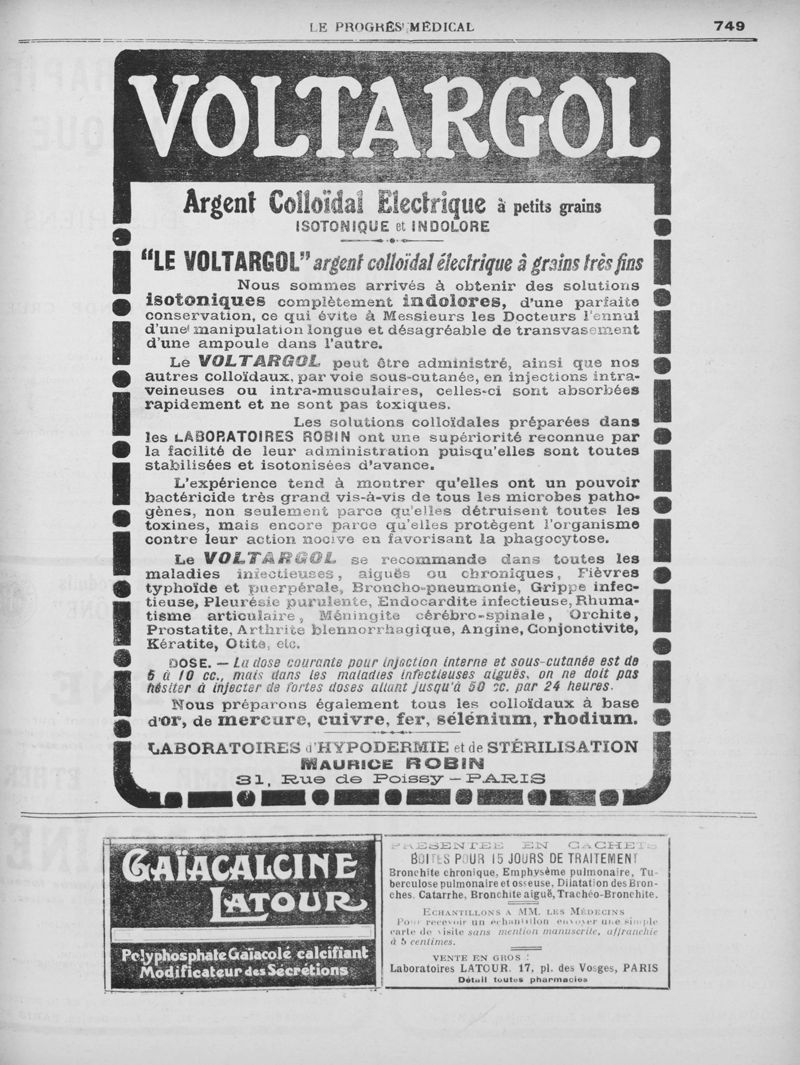 LE PROGRÈS MÉDICAL
749
VOLTARGOL
Argent Colloïdal Electrique à petits grains
ISOTONIQUE et INDOLORE
"LE VOLTARGOL" argent colloïdal électrique à grains très fins
Nous sommes arrivés à obtenir des solutions
isotoniques complètement indolores, d'une parfaite
conservation, ce qui évite à Messieurs les Docteurs l'ennui
d'une manipulation longue et désagréable de transvasement
d'une ampoule dans l'autre.
Le VOLTARGOL peut être administré, ainsi que nos
autres colloïdaux, par voie sous-cutanée, en injections intra-
veineuses ou intra-musculaires, celles-ci sont absorbées
rapidement et ne sont pas toxiques.
Les solutions colloïdales préparées dans
les LABORATOIRES ROBIN ont une supériorité reconnue par
la facilité de leur administration puisqu'elles sont toutes
stabilisées et isotonisées d'avance.
L'expérience tend à montrer qu'elles ont un pouvoir
bactéricide très grand vis-à-vis de tous les microbes patho-
gènes, non seulement parce qu'elles détruisent toutes les
toxines, mais encore parce qu'elles protègent l'organisme
contre leur action nocive en favorisant la phagocytose.
Le VOLTARGOL se recommande dans toutes les
maladies infectieuses, aiguës ou chroniques, Fièvres
typhoïde et puerpérale, Broncho-pneumonie, Grippe infec-
tieuse, Pleurésie purulente, Endocardite infectieuse, Rhuma-
tisme articulaire, Méningite cérébro-spinale, Orchite,
Prostatite, Arthrite blennorrhagique, Angine, Conjonctivite,
Kératite, Otite, etc.
DOSE. — La dose courante pour injection interne et sous-cutanée est de
5 à 10 cc., mais dans les maladies infectieuses aiguës, on ne doit pas
hésiter à injecter de fortes doses allant jusqu'à 50 cc. par 24 heures.
Nous préparons également tous les colloïdaux à base
d'or, de mercure, cuivre, fer, sélénium, rhodium.
LABORATOIRES d'HYPODERMIE et de STÉRILISATION
MAURICE ROBIN
31, Rue de Poissy — PARIS
GAÏACALCINE
LATOUR
Polyphosphate Gaïacolé calcifiant
Modificateur des Sécrétions
PRÉSENTÉE EN CACHETS
BOITES POUR 15 JOURS DE TRAITEMENT
Bronchite chronique, Emphysème pulmonaire, Tu-
berculose pulmonaire et osseuse, Dilatation des Bron-
ches, Catarrhe, Bronchite aiguë, Trachéo-Bronchite.
ECHANTILLONS A MM. LES MÉDECINS
Pour recevoir un échantillon envoyer une simple
carte de visite sans mention manuscrite, affranchie
à 5 centimes.
VENTE EN GROS :
Laboratoires LATOUR, 17, pl. des Vosges, PARIS
Détail toutes pharmacies